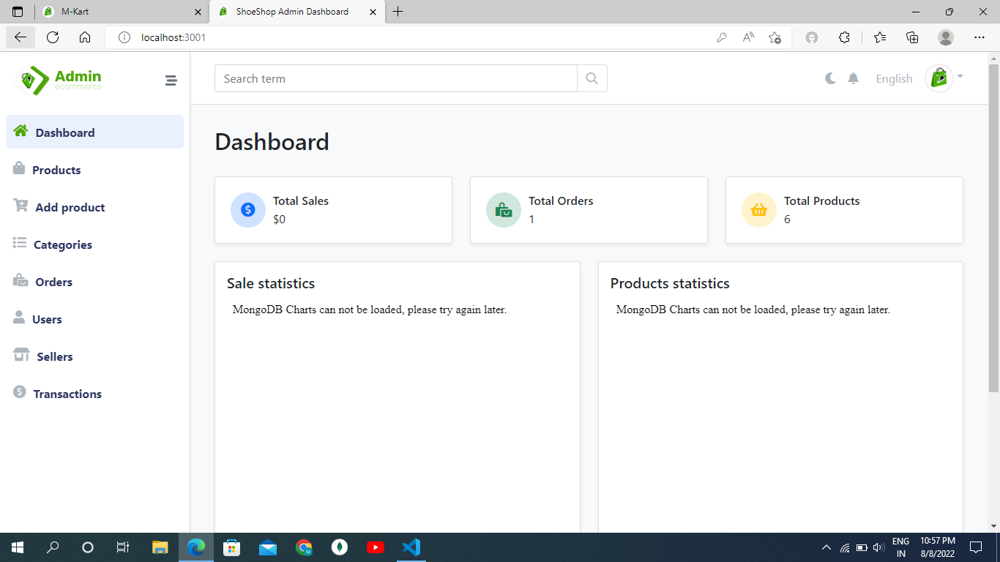 M-Kart
ShoeShop Admin Dashboard
localhost:3001
Admin
ecommerce
Search term
English
Dashboard
Products
Add product
Categories
Orders
Users
Sellers
Transactions
Dashboard
Total Sales
$0
Total Orders
1
Total Products
6
Sale statistics
MongoDB Charts can not be loaded, please try again later.
Products statistics
MongoDB Charts can not be loaded, please try again later.
ENG
IN
10:57 PM
8/8/2022